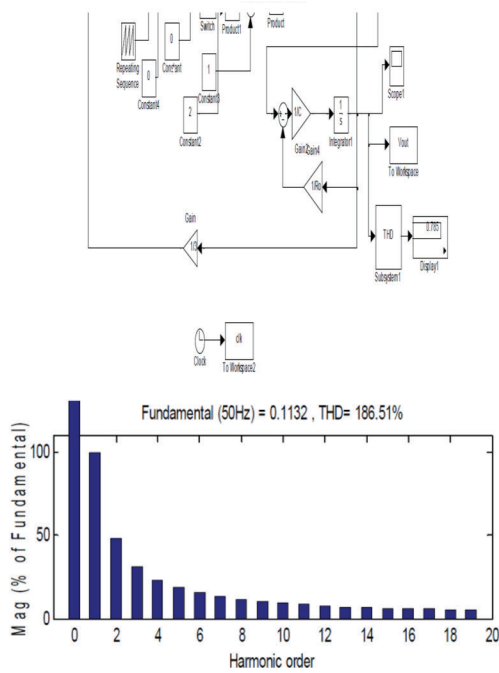 Switch
Product1
Product
0
1
Repeating
Sequence
Constant
0
Constant4
Constant3
2
Constant2
Scope1
1/C
1
s
Integrator1
Vout
To Workspace
1/Ro
Gain
THD
0.785
Subsystem1
Display1
clk
Clock
To Workspace2
Fundamental (50Hz) = 0.1132 , THD= 186.51%
Mag (% of Fundamental)
100
50
0
0 2 4 6 8 10 12 14 16 18 20
Harmonic order